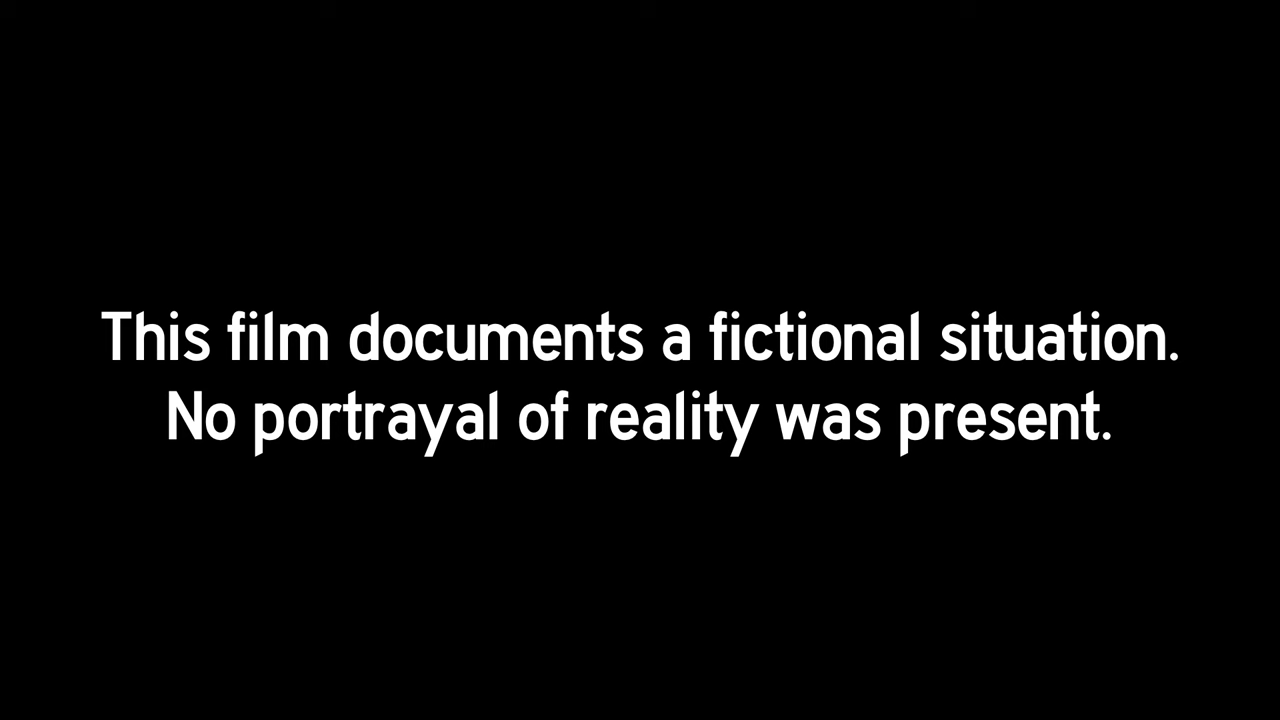 This film documents a fictional situation.
No portrayal of reality was present.